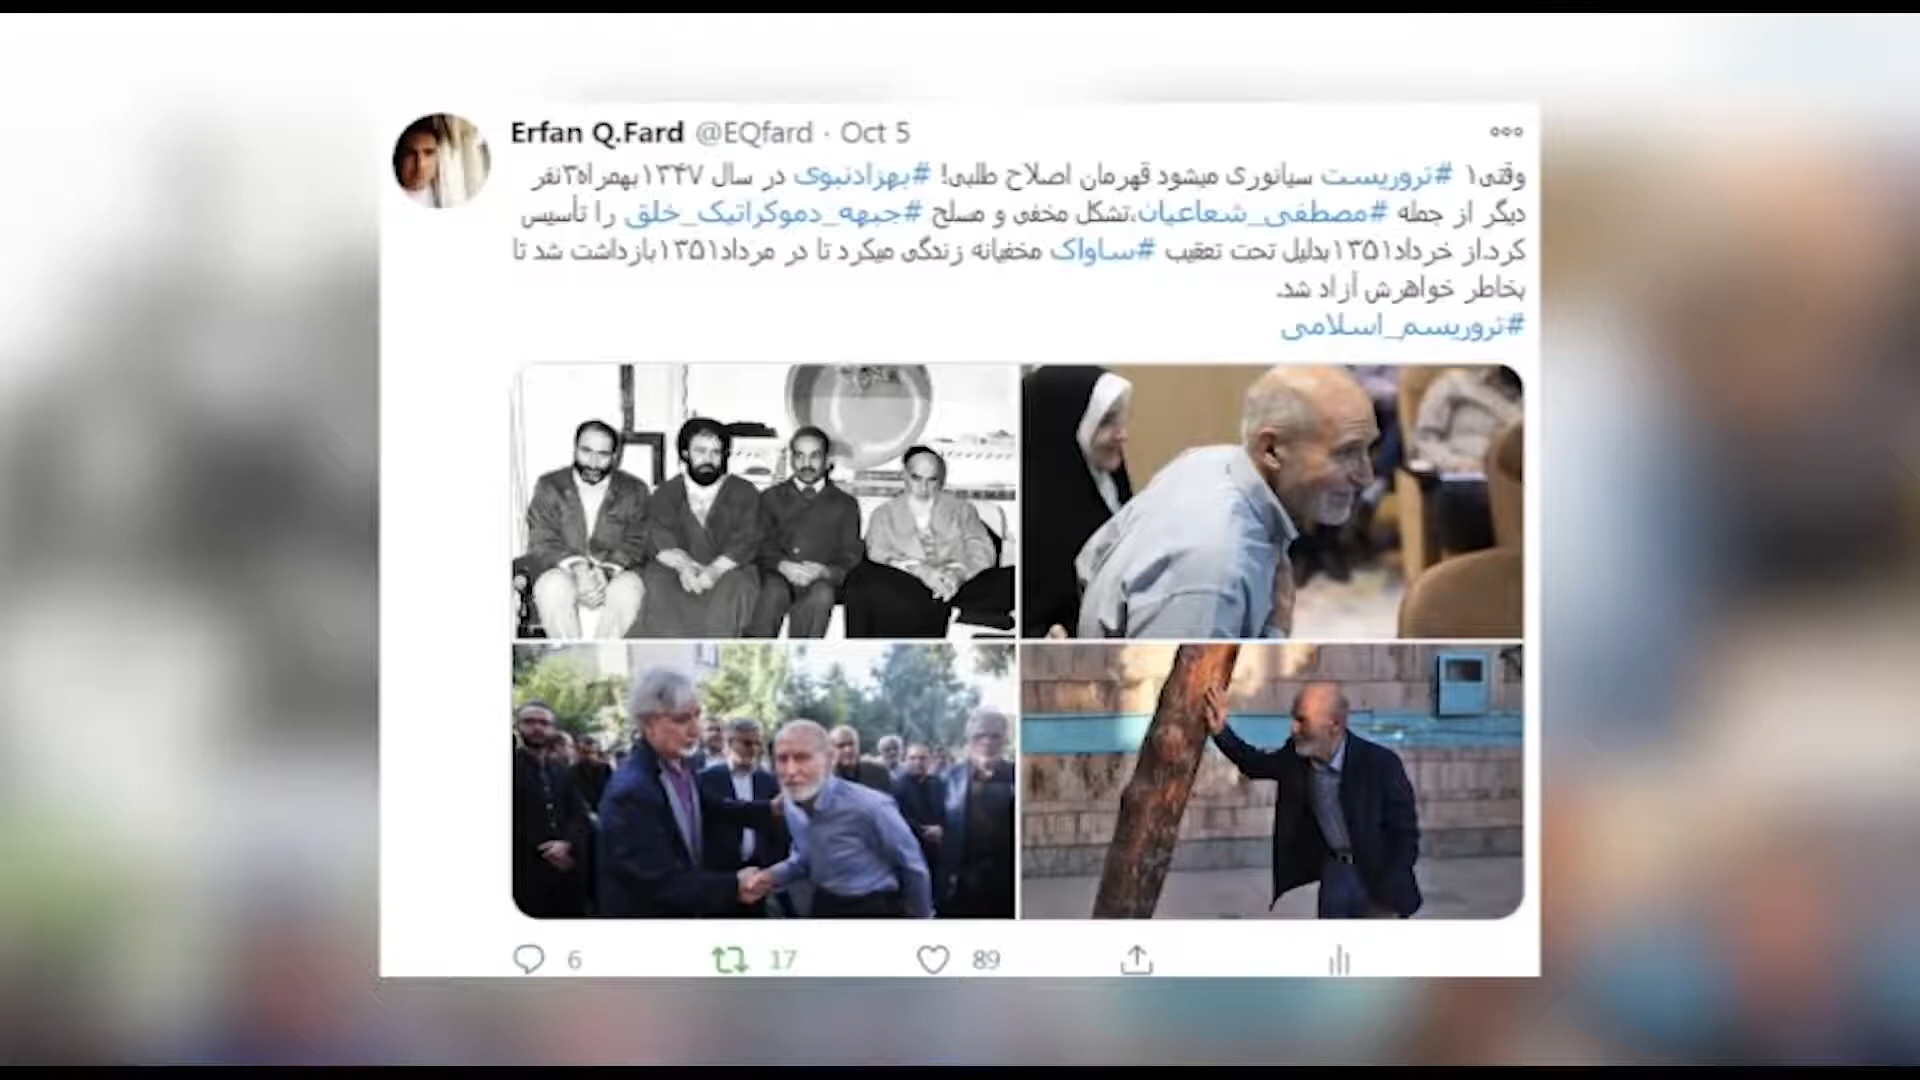 Erfan Q.Fard @EQfard · Oct 5
وقتی۱ #تروریست سیانوری میشود قهرمان اصلاح طلبی! #بهزادنبوی در سال ۱۳۴۷بهمراه۳نفر
دیگر از جمله #مصطفی_شعاعیان،تشکل مخفی و مسلح #جبهه_دموکراتیک_خلق را تأسیس
کرد.از خرداد۱۳۵۱بدلیل تحت تعقیب #ساواک مخفیانه زندگی میکرد تا در مرداد۱۳۵۱بازداشت شد تا
بخاطر خواهرش آزاد شد.
#تروریسم_اسلامی
6 17 89